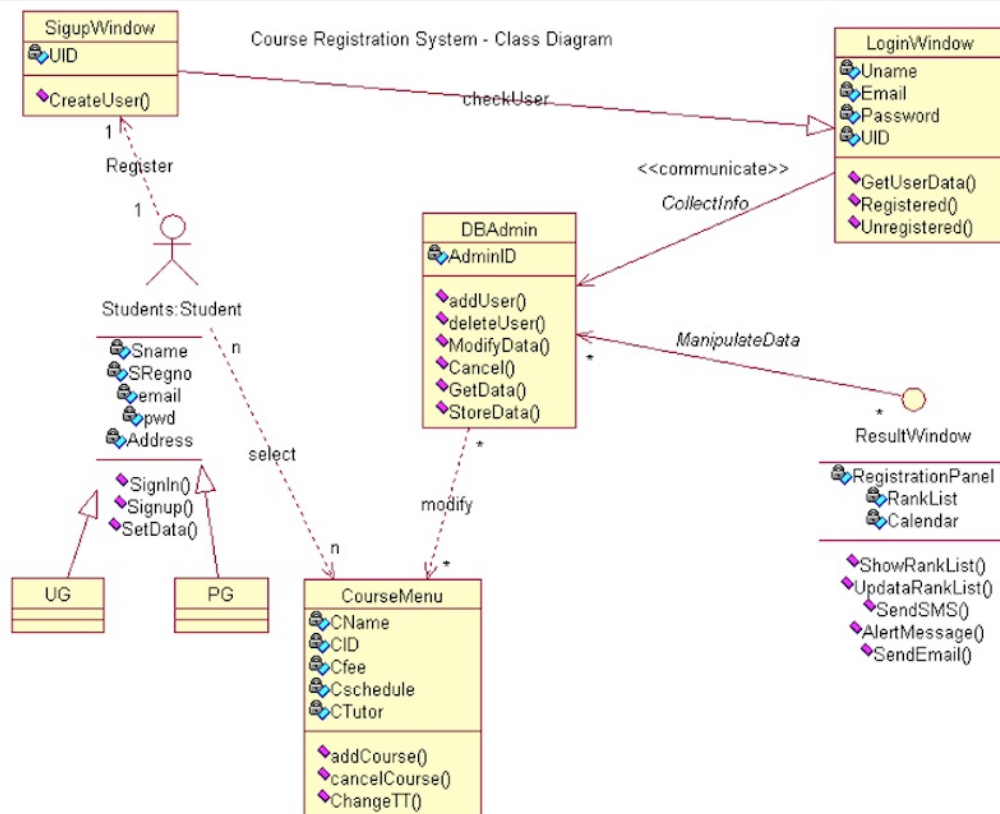 SigupWindow
UID
CreateUser()
Course Registration System - Class Diagram
LoginWindow
Uname
Email
Password
UID
GetUserData()
Registered()
Unregistered()
checkUser
1
Register
1
<<communicate>>
CollectInfo
DBAdmin
AdminID
addUser()
deleteUser()
ModifyData()
Cancel()
GetData()
StoreData()
Students:Student
Sname
SRegno
email
pwd
Address
SignIn()
Signup()
SetData()
n
select
n
ManipulateData
*
*
ResultWindow
RegistrationPanel
RankList
Calendar
ShowRankList()
UpdataRankList()
SendSMS()
AlertMessage()
SendEmail()
*
modify
*
UG
PG
CourseMenu
CName
CID
Cfee
Cschedule
CTutor
addCourse()
cancelCourse()
ChangeTT()